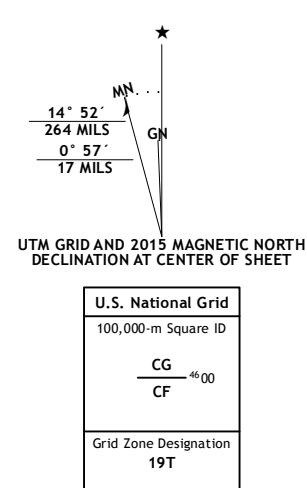 ★
MN
14° 52´
264 MILS
GN
0° 57´
17 MILS
UTM GRID AND 2015 MAGNETIC NORTH
DECLINATION AT CENTER OF SHEET
U.S. National Grid
100,000-m Square ID
CG
4600
CF
Grid Zone Designation
19T